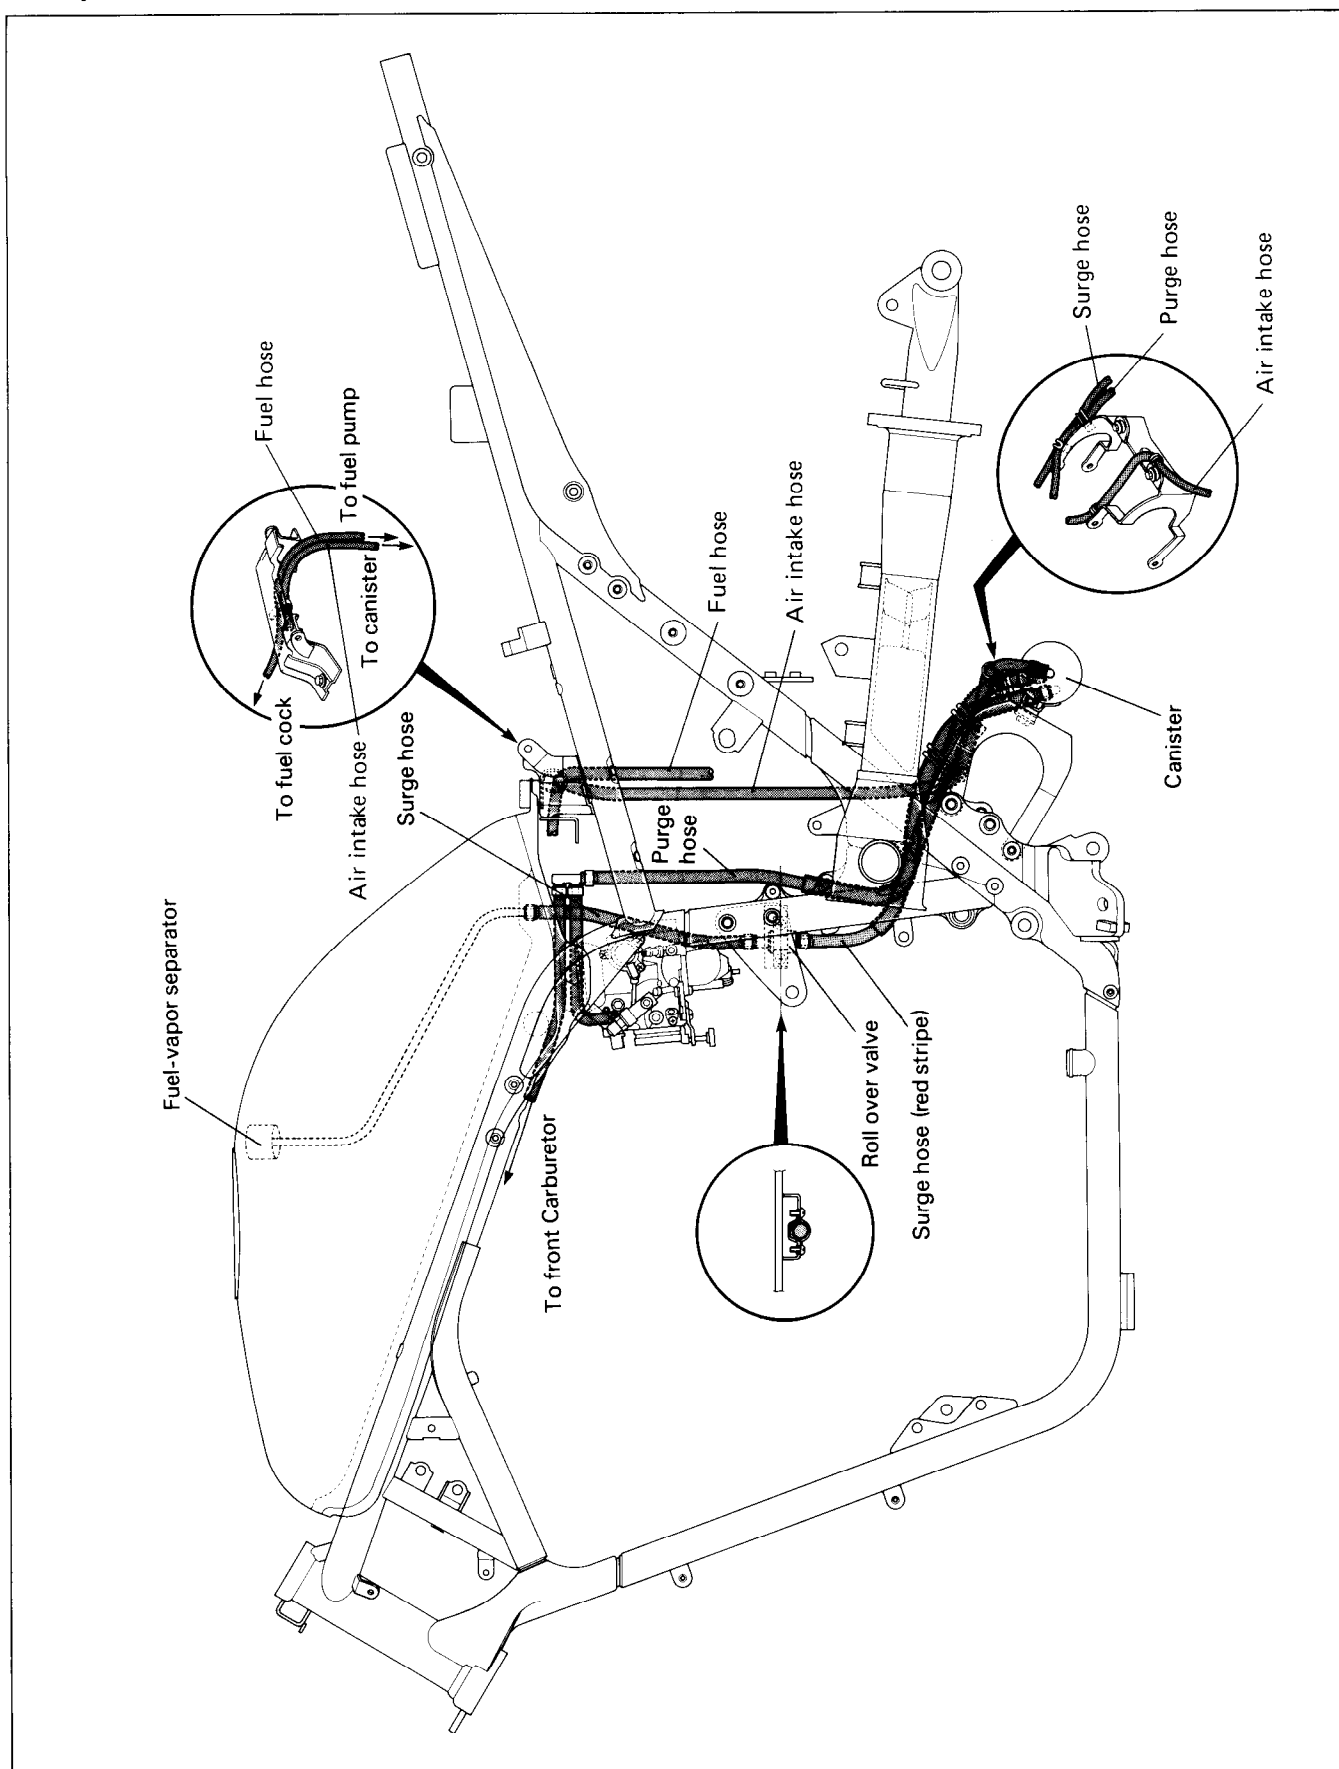 Fuel-vapor separator
To fuel cock
Air intake hose
Surge hose
To canister
To fuel pump
Fuel hose
To front Carburetor
Purge
hose
Fuel hose
Air intake hose
Roll over valve
Surge hose (red stripe)
Surge hose
Purge hose
Air intake hose
Canister